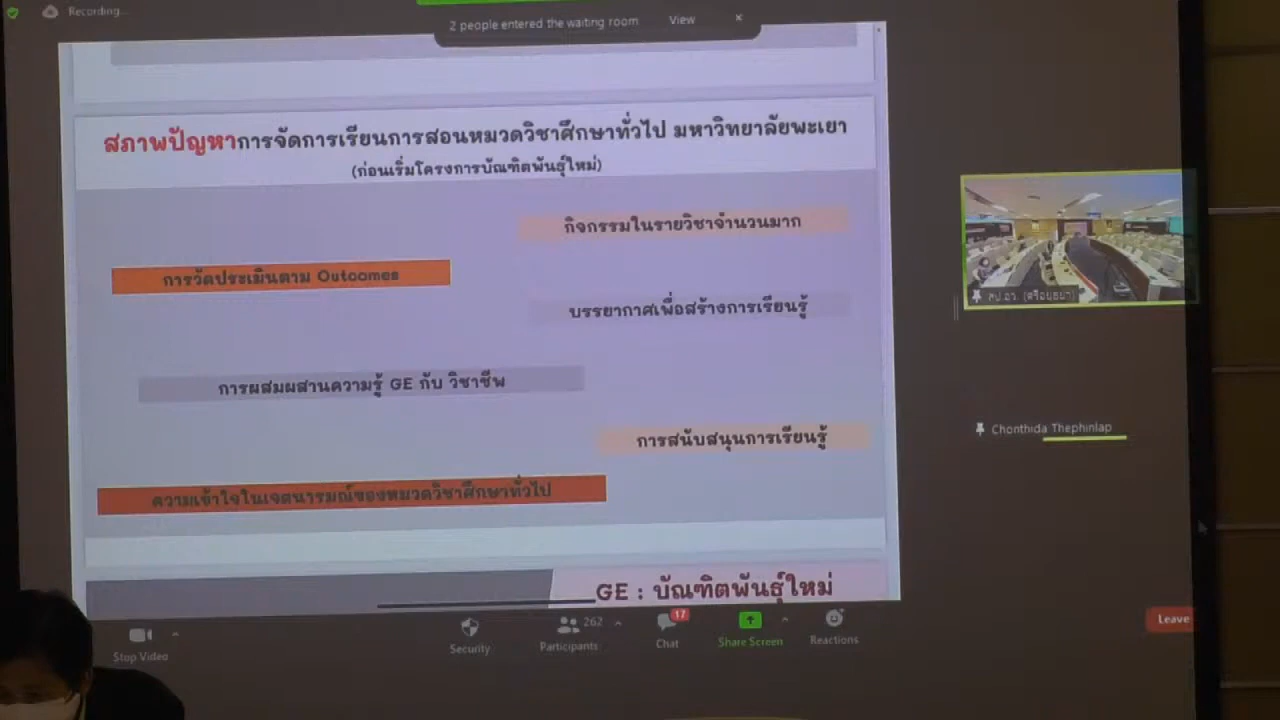 Recording...
2 people entered the waiting room View ×
สภาพปัญหาการจัดการเรียนการสอนหมวดวิชาศึกษาทั่วไป มหาวิทยาลัยพะเยา
(ก่อนเริ่มโครงการบัณฑิตพันธุ์ใหม่)
กิจกรรมในรายวิชาจำนวนมาก
การวัดประเมินตาม Outcomes
บรรยากาศเพื่อสร้างการเรียนรู้
การผสมผสานความรู้ GE กับ วิชาชีพ
การสนับสนุนการเรียนรู้
ความเข้าใจในเจตนารมณ์ของหมวดวิชาศึกษาทั่วไป
GE : บัณฑิตพันธุ์ใหม่
สป.อว. (ศรีอยุธยา)
Chonthida Thephinlap
Stop Video
Security
262
Participants
17
Chat
Share Screen
Reactions
Leave